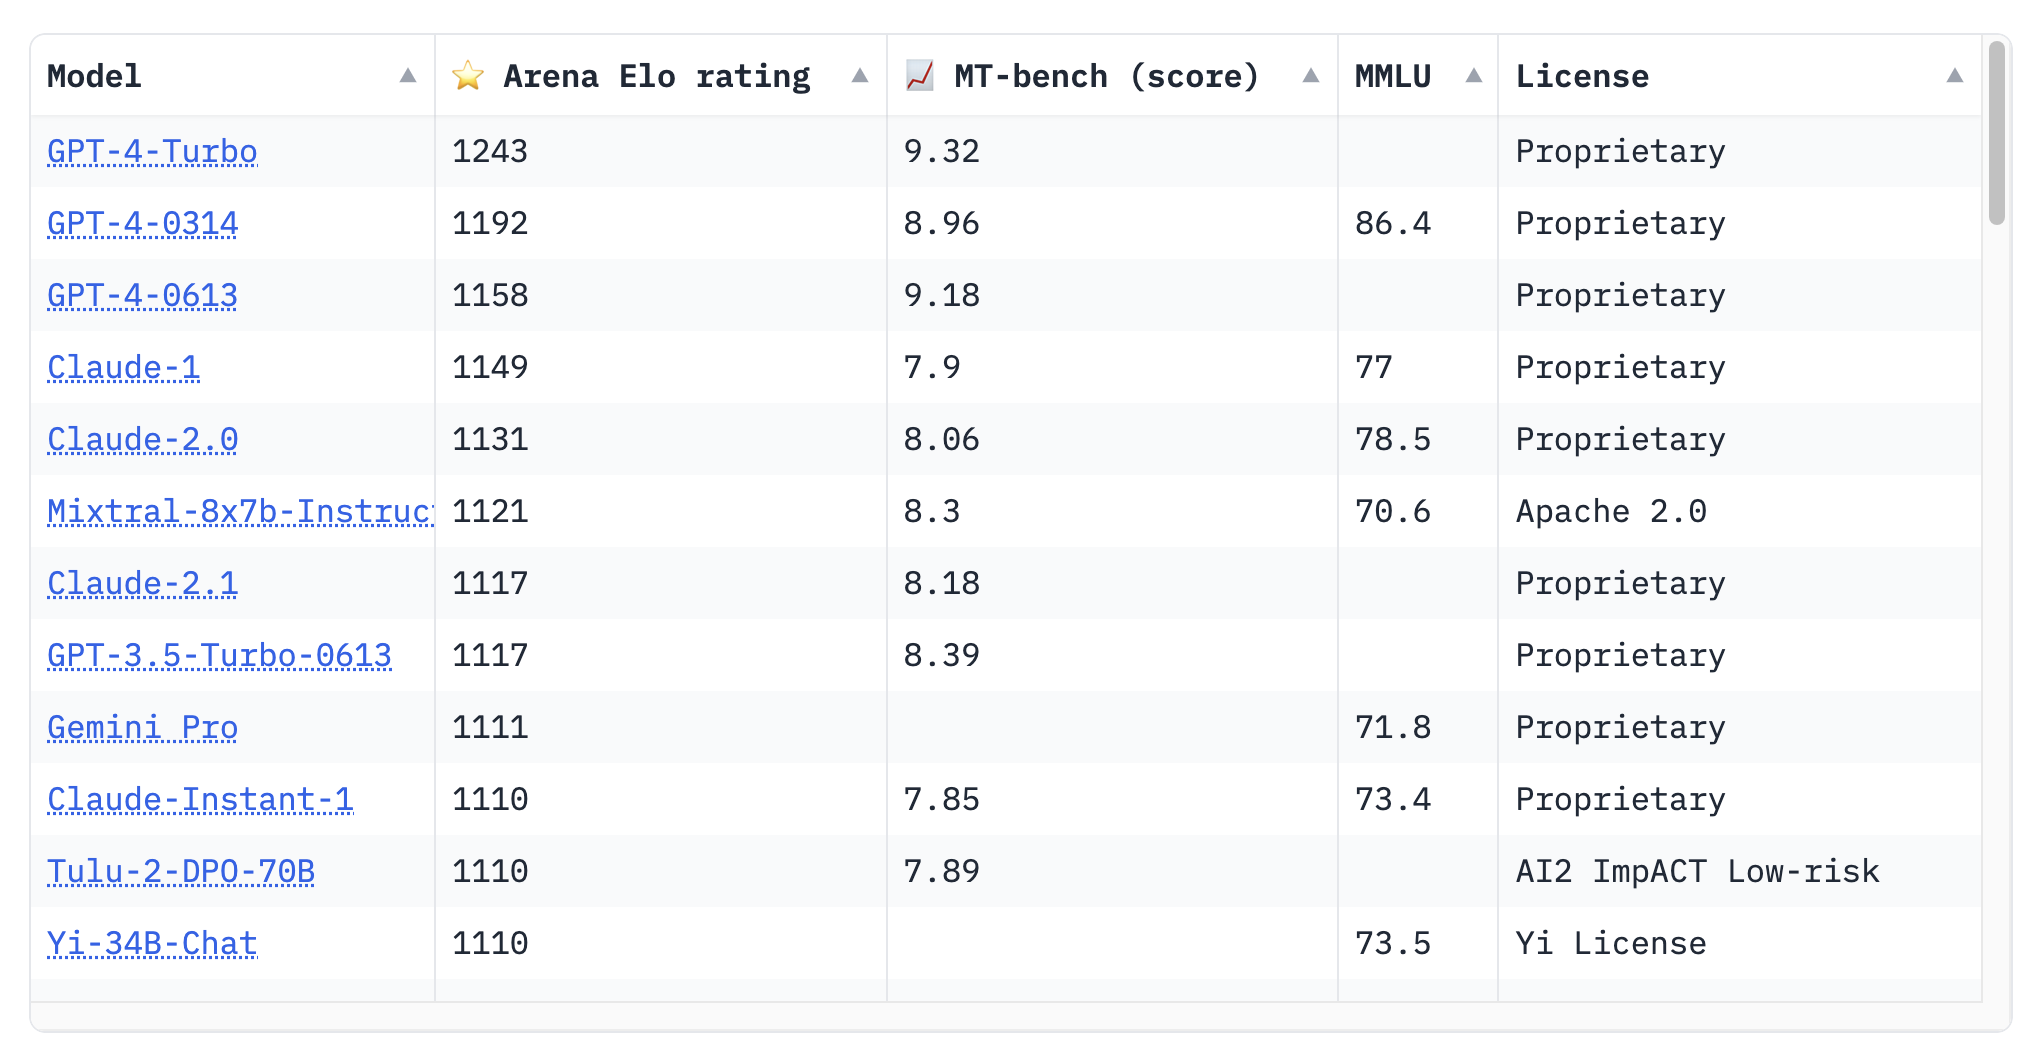 Model ▲ ⭐ Arena Elo rating ▲ 📈 MT-bench (score) ▲ MMLU ▲ License ▲
GPT-4-Turbo 1243 9.32 Proprietary
GPT-4-0314 1192 8.96 86.4 Proprietary
GPT-4-0613 1158 9.18 Proprietary
Claude-1 1149 7.9 77 Proprietary
Claude-2.0 1131 8.06 78.5 Proprietary
Mixtral-8x7b-Instruc 1121 8.3 70.6 Apache 2.0
Claude-2.1 1117 8.18 Proprietary
GPT-3.5-Turbo-0613 1117 8.39 Proprietary
Gemini Pro 1111 71.8 Proprietary
Claude-Instant-1 1110 7.85 73.4 Proprietary
Tulu-2-DPO-70B 1110 7.89 AI2 ImpACT Low-risk
Yi-34B-Chat 1110 73.5 Yi License